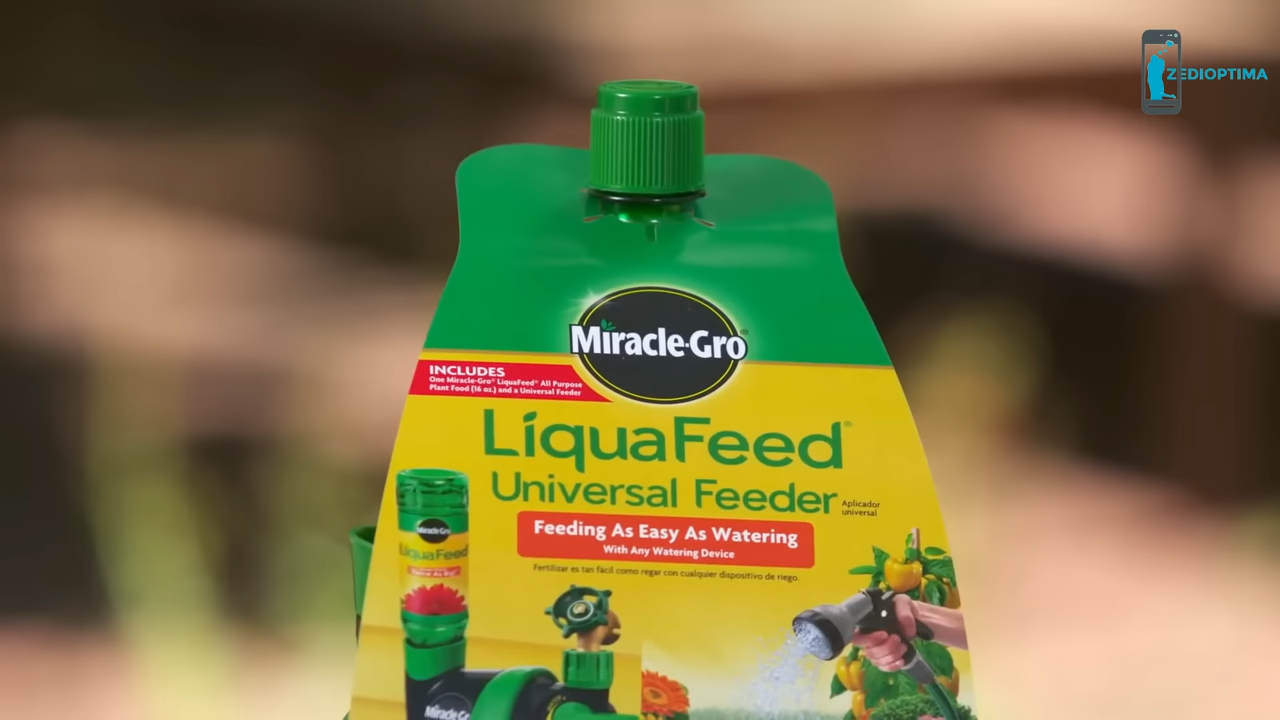 ZEDIOPTIMA
Miracle-Gro®
INCLUDES
One Miracle-Gro® LiquaFeed® All Purpose
Plant Food (16 oz.) and a Universal Feeder
LiquaFeed®
Universal Feeder
Aplicador
universal
Feeding As Easy As Watering
With Any Watering Device
Fertilizar es tan fácil como regar con cualquier dispositivo de riego.
Miracle-Gro
LiquaFeed
Miracle-Gr